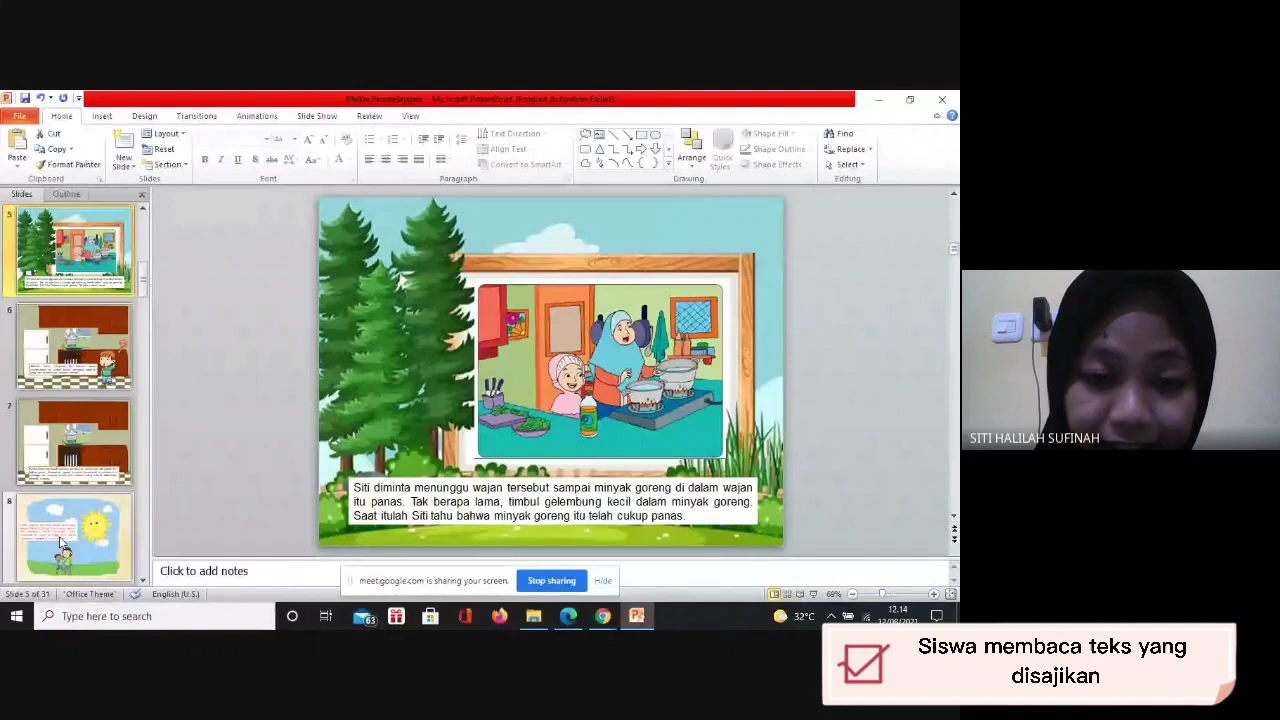 File Home Insert Design Transitions Animations Slide Show Review View
Paste
Cut
Copy
Format Painter
Clipboard
New Slide
Layout
Reset
Section
Slides
Font
Text Direction
Align Text
Convert to SmartArt
Paragraph
Arrange
Quick Styles
Shape Fill
Shape Outline
Shape Effects
Drawing
Find
Replace
Select
Editing
Slides Outline
5
6
7
8
Siti diminta menunggu wajan tersebut sampai minyak goreng di dalam wajan
itu panas. Tak berapa lama, timbul gelembung kecil dalam minyak goreng.
Saat itulah Siti tahu bahwa minyak goreng itu telah cukup panas.
Click to add notes
meet.google.com is sharing your screen. Stop sharing Hide
Slide 5 of 31 "Office Theme" English (U.S.) 69%
Type here to search
63
32°C
12.14
SITI HALILAH SUFINAH
Siswa membaca teks yang
disajikan